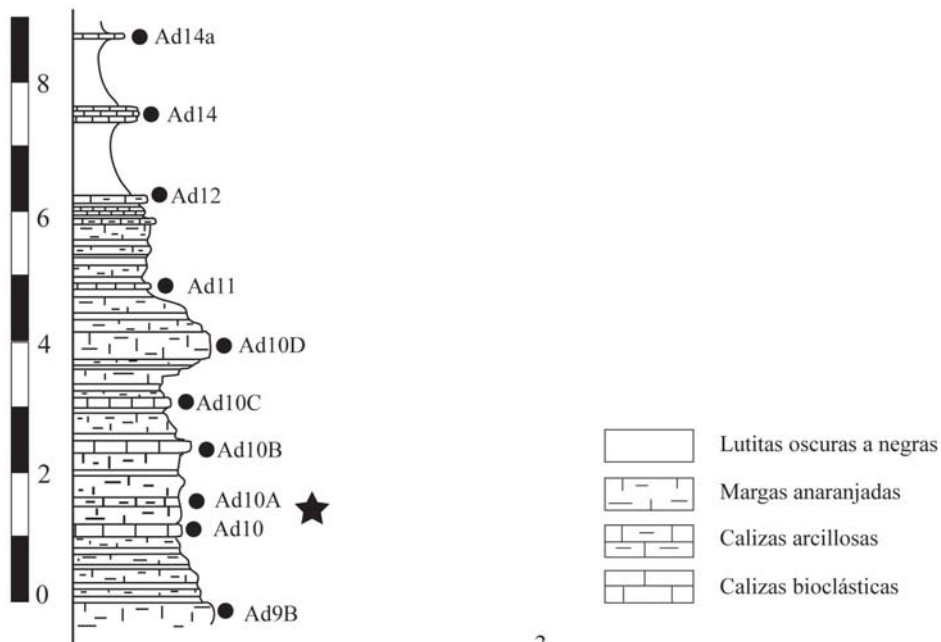 Ad14a
8
Ad14
Ad12
6
Ad11
4
Ad10D
Ad10C
Ad10B
2
Ad10A
Ad10
0
Ad9B
Lutitas oscuras a negras
Margas anaranjadas
Calizas arcillosas
Calizas bioclásticas